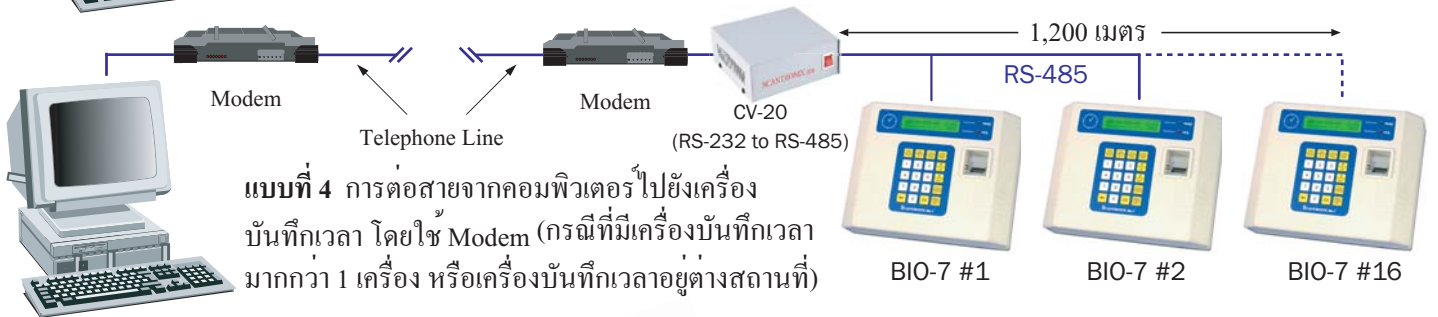 1,200 เมตร
RS-485
Modem
Modem
Telephone Line
CV-20
(RS-232 to RS-485)
แบบที่ 4 การต่อสายจากคอมพิวเตอร์ไปยังเครื่อง
บันทึกเวลา โดยใช้ Modem (กรณีที่มีเครื่องบันทึกเวลา
มากกว่า 1 เครื่อง หรือเครื่องบันทึกเวลาอยู่ต่างสถานที่)
BIO-7 #1
BIO-7 #2
BIO-7 #16